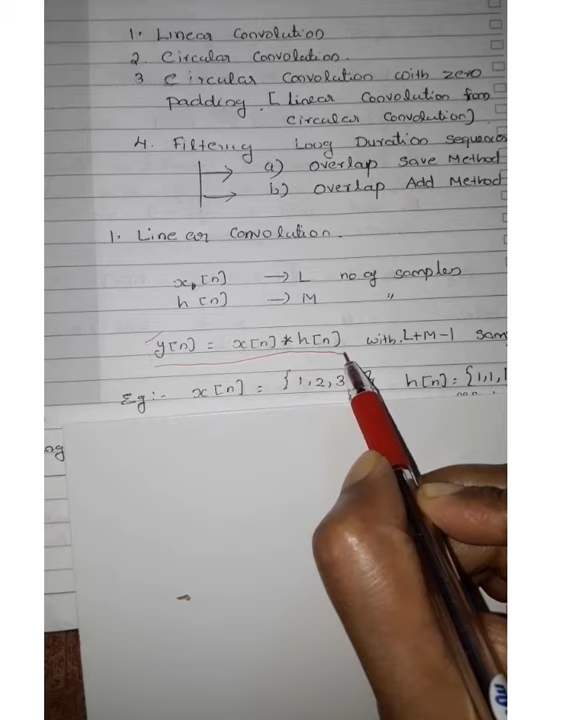 1. Linear Convolution
2. Circular Convolution.
3 Circular Convolution with zero
padding. [Linear Convolution from
Circular Convolution]
4. Filtering Long Duration sequences
a) overlap Save Method
b) overlap Add Method
1. Linear Convolution.
x[n] → L no of samples
h[n] → M "
y[n] = x[n] * h[n] with L+M-1 Sam
Eg:- x[n] = {1,2,3 } h[n] = {1,1,1
ng